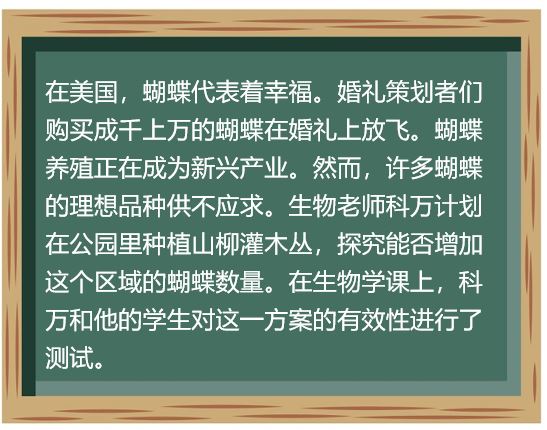 在美国，蝴蝶代表着幸福。婚礼策划者们
购买成千上万的蝴蝶在婚礼上放飞。蝴蝶
养殖正在成为新兴产业。然而，许多蝴蝶
的理想品种供不应求。生物老师科万计划
在公园里种植山柳灌木丛，探究能否增加
这个区域的蝴蝶数量。在生物学课上，科
万和他的学生对这一方案的有效性进行了
测试。